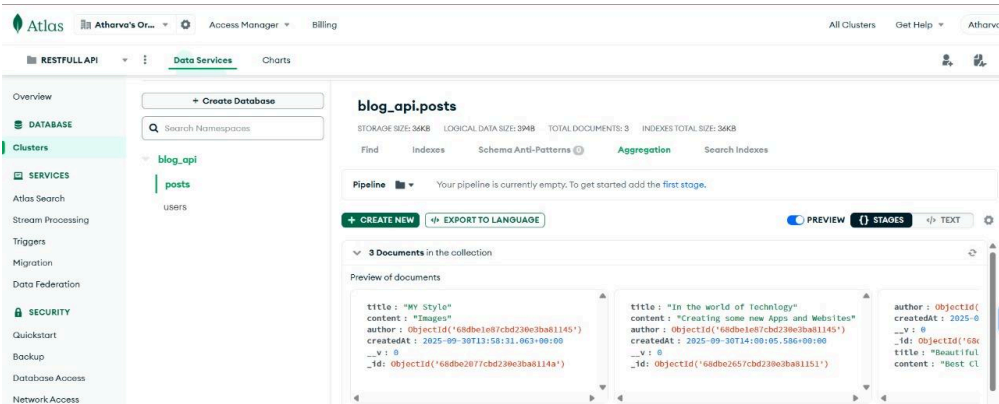 Atlas
Atharva's Or...
Access Manager
Billing
All Clusters
Get Help
Atharva
RESTFULL API
Data Services
Charts
Overview
DATABASE
Clusters
SERVICES
Atlas Search
Stream Processing
Triggers
Migration
Data Federation
SECURITY
Quickstart
Backup
Database Access
Network Access
+ Create Database
Search Namespaces
blog_api
posts
users
blog_api.posts
STORAGE SIZE: 36KB LOGICAL DATA SIZE: 394B TOTAL DOCUMENTS: 3 INDEXES TOTAL SIZE: 36KB
Find Indexes Schema Anti-Patterns 0 Aggregation Search Indexes
Pipeline Your pipeline is currently empty. To get started add the first stage.
+ CREATE NEW </> EXPORT TO LANGUAGE PREVIEW {} STAGES </> TEXT
3 Documents in the collection
Preview of documents
title : "MY Style"
content : "Images"
author : ObjectId('68dbe1e87cbd230e3ba81145')
createdAt : 2025-09-30T13:58:31.063+00:00
__v : 0
_id: ObjectId('68dbe2077cbd230e3ba8114a')
title : "In the world of Technlogy"
content : "Creating some new Apps and Websites"
author : ObjectId('68dbe1e87cbd230e3ba81145')
createdAt : 2025-09-30T14:00:05.586+00:00
__v : 0
_id: ObjectId('68dbe2657cbd230e3ba81151')
author : ObjectId(
createdAt : 2025-0
__v : 0
_id: ObjectId('68d
title : "Beautiful
content : "Best Cl